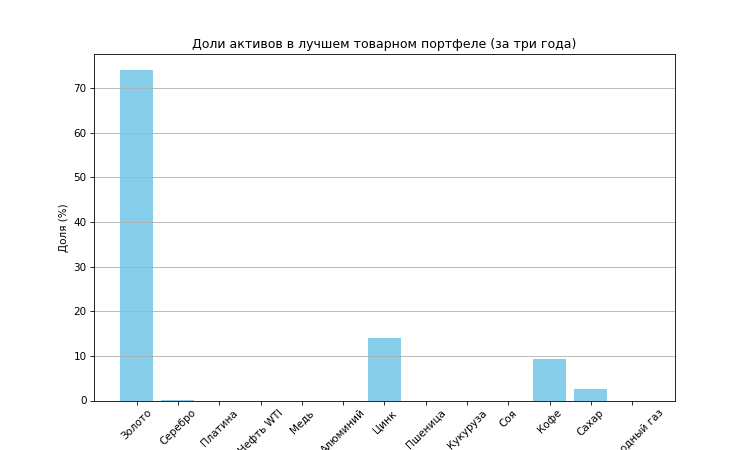 Доли активов в лучшем товарном портфеле (за три года)
Доля (%)
70
60
50
40
30
20
10
0
Золото
Серебро
Платина
Нефть WTI
Медь
Алюминий
Цинк
Пшеница
Кукуруза
Соя
Кофе
Сахар
газ